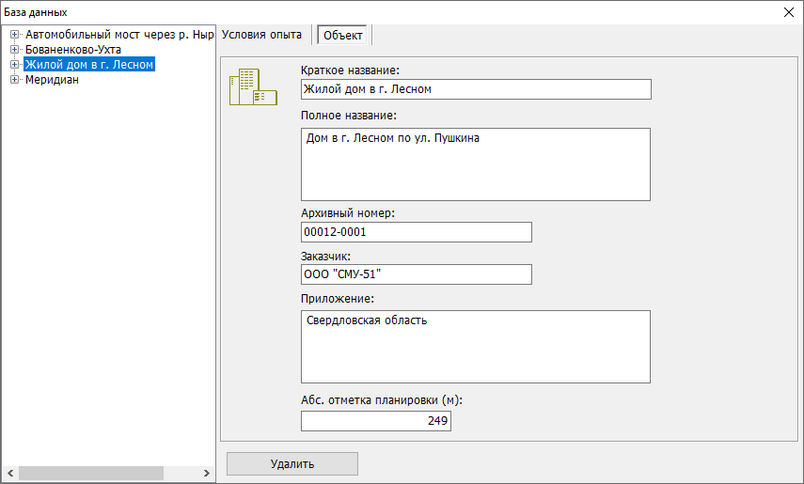 База данных
Автомобильный мост через р. Ныр
Бованенково-Ухта
Жилой дом в г. Лесном
Меридиан
Условия опыта
Объект
Краткое название:
Жилой дом в г. Лесном
Полное название:
Дом в г. Лесном по ул. Пушкина
Архивный номер:
00012-0001
Заказчик:
ООО "СМУ-51"
Приложение:
Свердловская область
Абс. отметка планировки (м):
249
Удалить